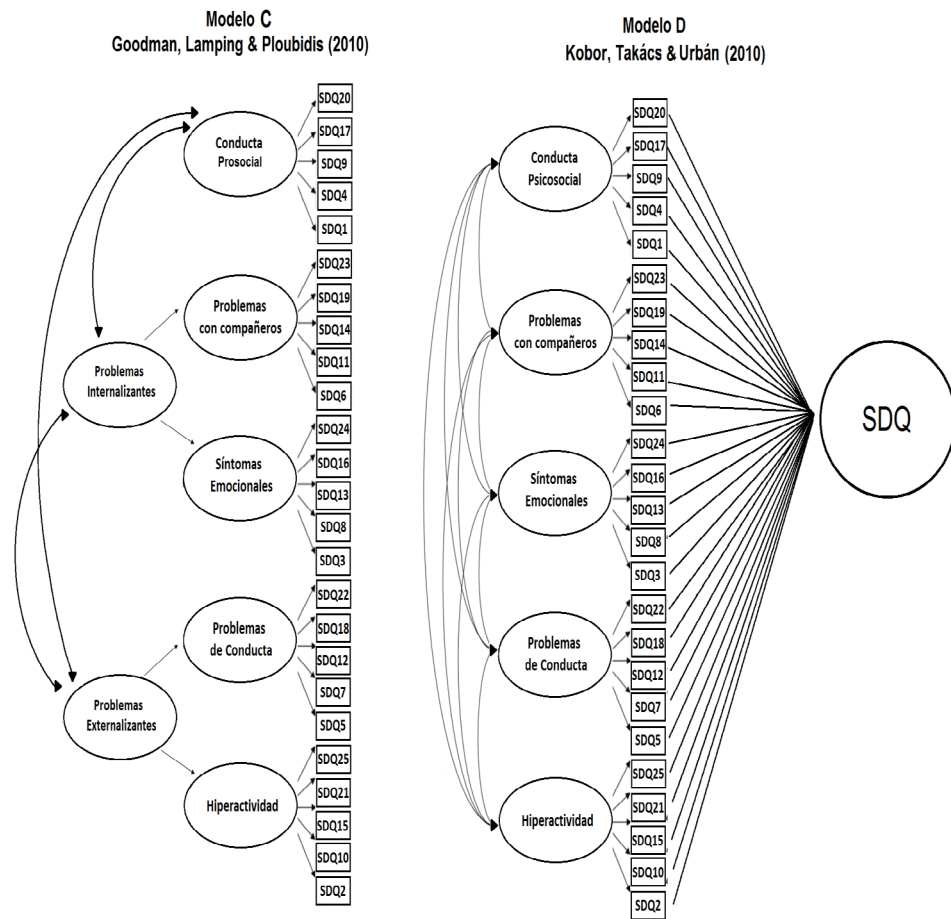 Modelo C
Goodman, Lamping & Ploubidis (2010)
Conducta
Prosocial
SDQ20
SDQ17
SDQ9
SDQ4
SDQ1
Problemas
con compañeros
SDQ23
SDQ19
SDQ14
SDQ11
SDQ6
Problemas
Internalizantes
Síntomas
Emocionales
SDQ24
SDQ16
SDQ13
SDQ8
SDQ3
Problemas
de Conducta
SDQ22
SDQ18
SDQ12
SDQ7
SDQ5
Problemas
Externalizantes
Hiperactividad
SDQ25
SDQ21
SDQ15
SDQ10
SDQ2
Modelo D
Kobor, Takács & Urbán (2010)
Conducta
Psicosocial
SDQ20
SDQ17
SDQ9
SDQ4
SDQ1
Problemas
con compañeros
SDQ23
SDQ19
SDQ14
SDQ11
SDQ6
Síntomas
Emocionales
SDQ24
SDQ16
SDQ13
SDQ8
SDQ3
Problemas
de Conducta
SDQ22
SDQ18
SDQ12
SDQ7
SDQ5
Hiperactividad
SDQ25
SDQ21
SDQ15
SDQ10
SDQ2
SDQ